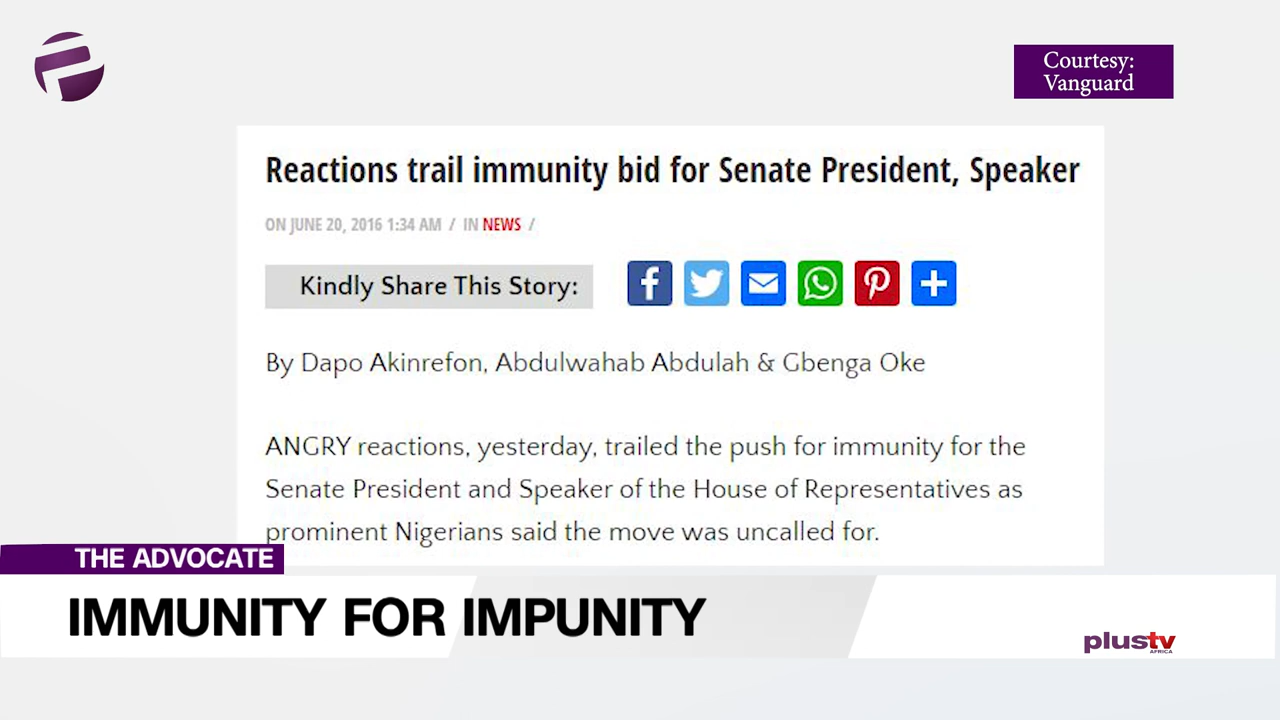 Courtesy:
Vanguard
Reactions trail immunity bid for Senate President, Speaker
ON JUNE 20, 2016 1:34 AM / IN NEWS /
Kindly Share This Story:
By Dapo Akinrefon, Abdulwahab Abdulah & Gbenga Oke
ANGRY reactions, yesterday, trailed the push for immunity for the
Senate President and Speaker of the House of Representatives as
prominent Nigerians said the move was uncalled for.
THE ADVOCATE
IMMUNITY FOR IMPUNITY
plustv
AFRICA